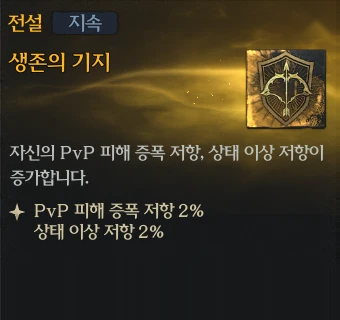 전설 지속
생존의 기지
자신의 PvP 피해 증폭 저항, 상태 이상 저항이
증가합니다.
PvP 피해 증폭 저항 2%
상태 이상 저항 2%